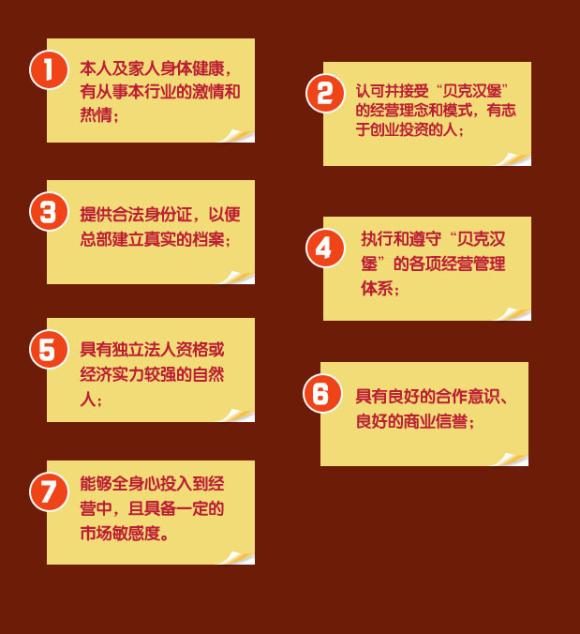 1
本人及家人身体健康，
有从事本行业的激情和
热情；
2
认可并接受“贝克汉堡”
的经营理念和模式，有志
于创业投资的人；
3
提供合法身份证，以便
总部建立真实的档案；
4
执行和遵守“贝克汉
堡”的各项经营管理
体系；
5
具有独立法人资格或
经济实力较强的自然
人；
6
具有良好的合作意识、
良好的商业信誉；
7
能够全身心投入到经
营中，且具备一定的
市场敏感度。